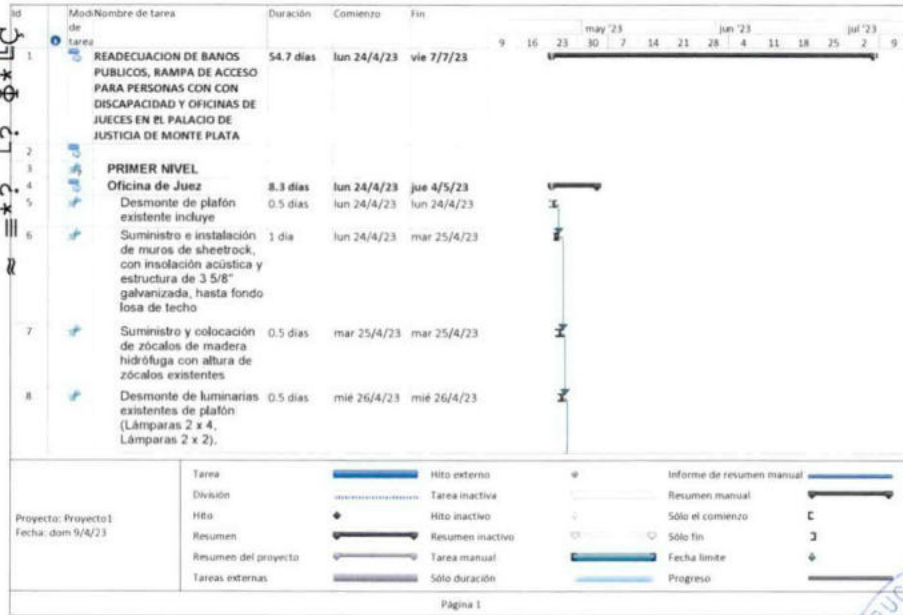 Id
Modo de tarea
Nombre de tarea
Duración
Comienzo
Fin
may '23
jun '23
jul '23
9 16 23 30 7 14 21 28 4 11 18 25 2 9
1 READECUACION DE BANOS 54.7 días lun 24/4/23 vie 7/7/23
PUBLICOS, RAMPA DE ACCESO
PARA PERSONAS CON CON
DISCAPACIDAD Y OFICINAS DE
JUECES EN EL PALACIO DE
JUSTICIA DE MONTE PLATA
2
3 PRIMER NIVEL
4 Oficina de Juez 8.3 días lun 24/4/23 jue 4/5/23
5 Desmonte de plafón 0.5 días lun 24/4/23 lun 24/4/23
existente incluye
6 Suministro e instalación 1 día lun 24/4/23 mar 25/4/23
de muros de sheetrock,
con insolación acústica y
estructura de 3 5/8"
galvanizada, hasta fondo
losa de techo
7 Suministro y colocación 0.5 días mar 25/4/23 mar 25/4/23
de zócalos de madera
hidrófuga con altura de
zócalos existentes
8 Desmonte de luminarias 0.5 días mié 26/4/23 mié 26/4/23
existentes de plafón
(Lámparas 2 x 4,
Lámparas 2 x 2).
Proyecto: Proyecto1
Fecha: dom 9/4/23
Tarea Hito externo Informe de resumen manual
División Tarea inactiva Resumen manual
Hito Hito inactivo Sólo el comienzo
Resumen Resumen inactivo Sólo fin
Resumen del proyecto Tarea manual Fecha límite
Tareas externas Sólo duración Progreso
Página 1